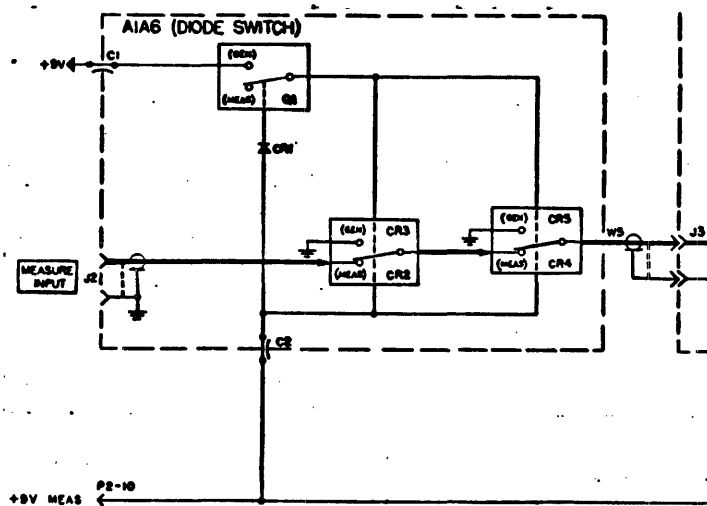 A1A6 (DIODE SWITCH)
+9V
C1
(GEN)
(MEAS)
Q1
CR1
(GEN)
CR3
(MEAS)
CR2
(GEN)
CR5
(MEAS)
CR4
W5
J3
MEASURE
INPUT
J2
C2
+9V MEAS
P2-10